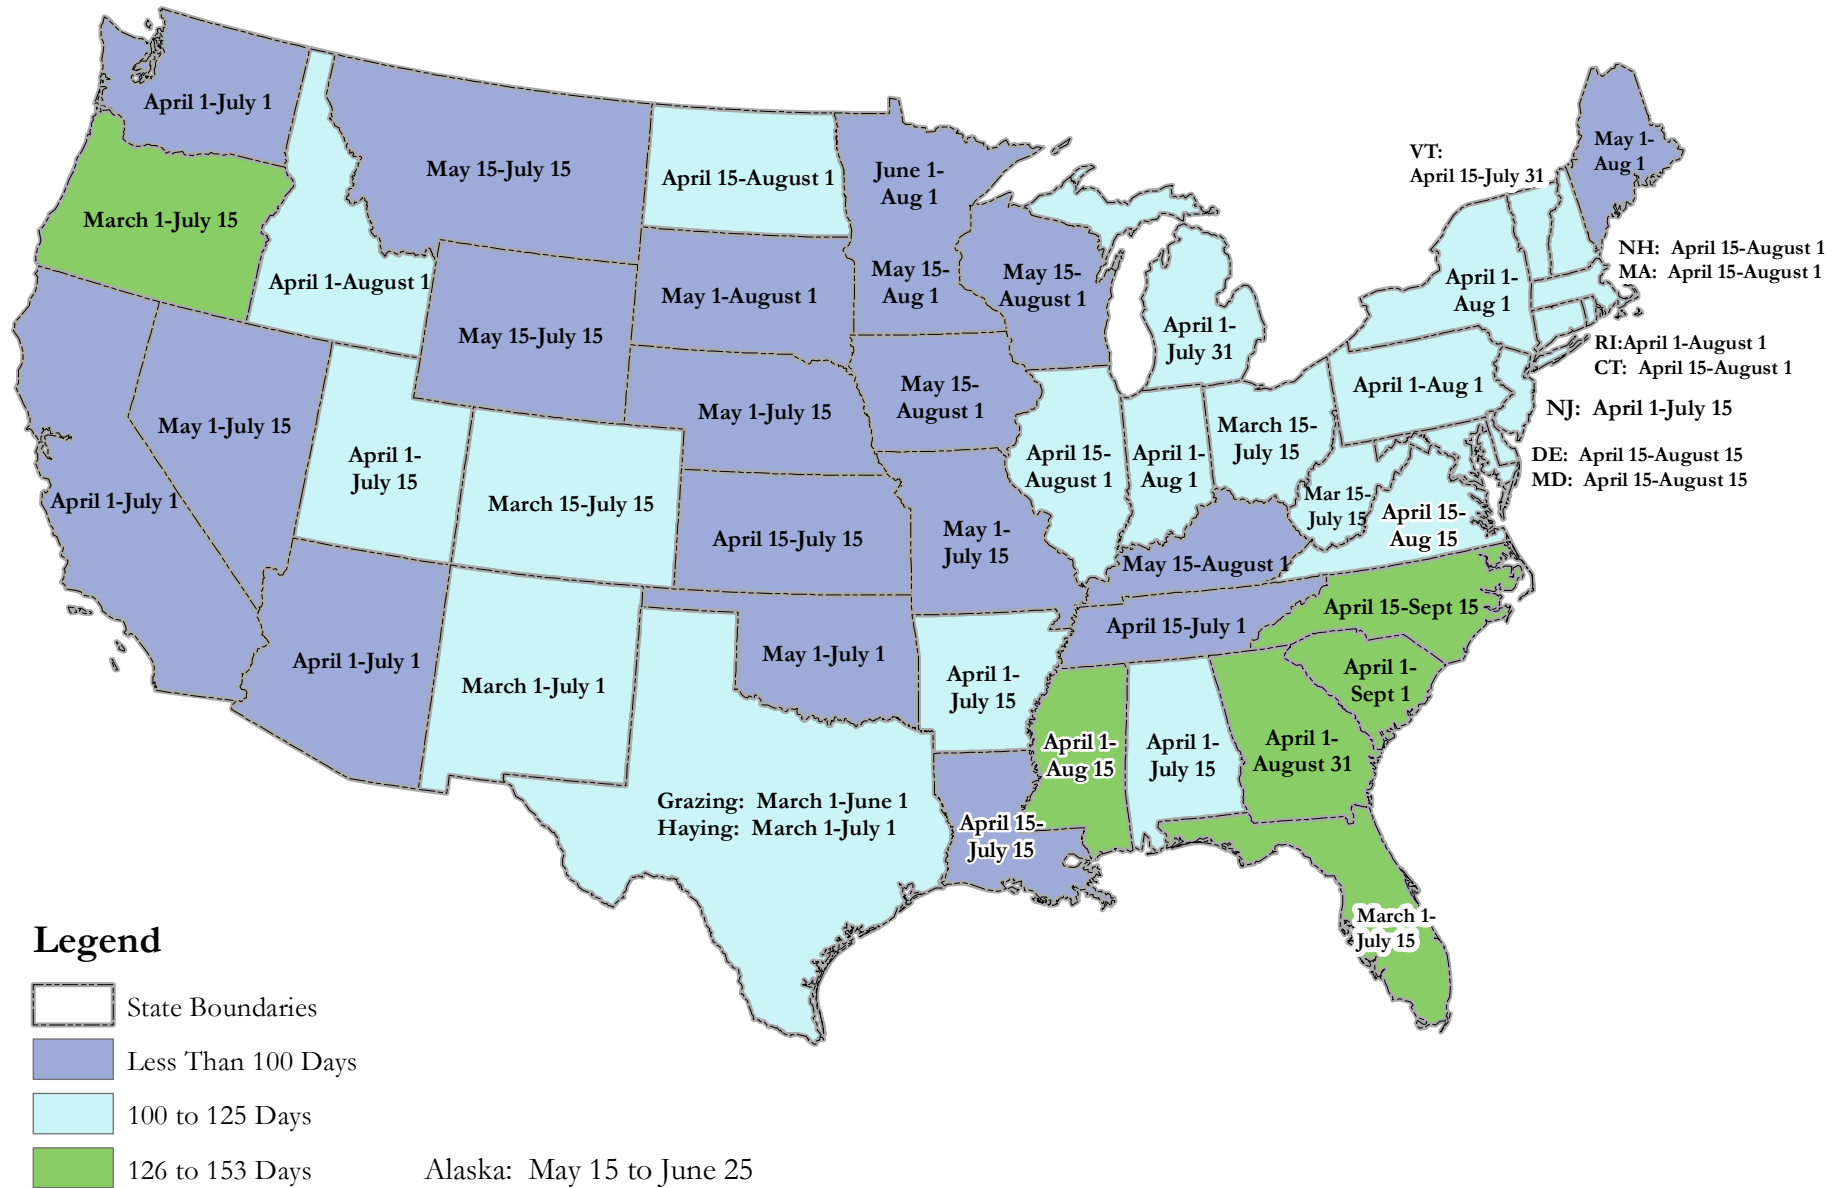 April 1-July 1
March 1-July 15
April 1-August 1
May 15-July 15
April 15-August 1
June 1-
Aug 1
May 15-
Aug 1
May 15-
August 1
May 1-August 1
May 15-July 15
May 1-July 15
April 1-July 1
April 1-
July 15
March 15-July 15
May 1-July 15
April 15-July 15
May 15-
August 1
May 1-
July 15
April 15-
August 1
April 1-
Aug 1
April 1-
July 31
March 15-
July 15
Mar 15-
July 15
April 1-Aug 1
April 1-
Aug 1
VT:
April 15-July 31
May 1-
Aug 1
NH: April 15-August 1
MA: April 15-August 1
RI:April 1-August 1
CT: April 15-August 1
NJ: April 1-July 15
DE: April 15-August 15
MD: April 15-August 15
April 15-
Aug 15
May 15-August 1
April 15-July 1
April 15-Sept 15
April 1-
Sept 1
April 1-
August 31
April 1-
July 15
April 1-
Aug 15
April 1-
July 15
April 15-
July 15
March 1-
July 15
April 1-July 1
March 1-July 1
May 1-July 1
Grazing: March 1-June 1
Haying: March 1-July 1
Legend
State Boundaries
Less Than 100 Days
100 to 125 Days
126 to 153 Days
Alaska: May 15 to June 25